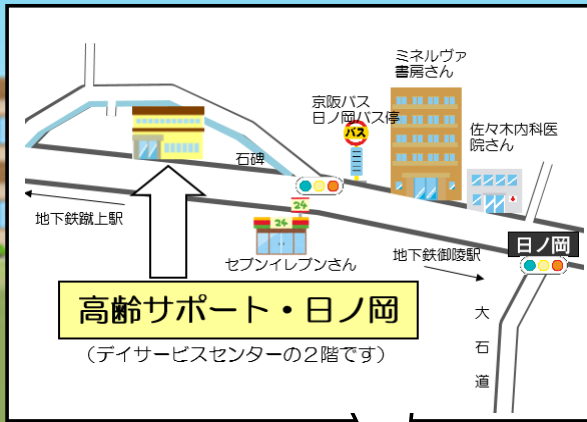 ミネルヴァ
書房さん
京阪バス
日ノ岡バス停
バス
佐々木内科医
院さん
石碑
24
24
地下鉄蹴上駅
セブンイレブンさん
地下鉄御陵駅
日ノ岡
高齢サポート・日ノ岡
（デイサービスセンターの２階です）
大石道